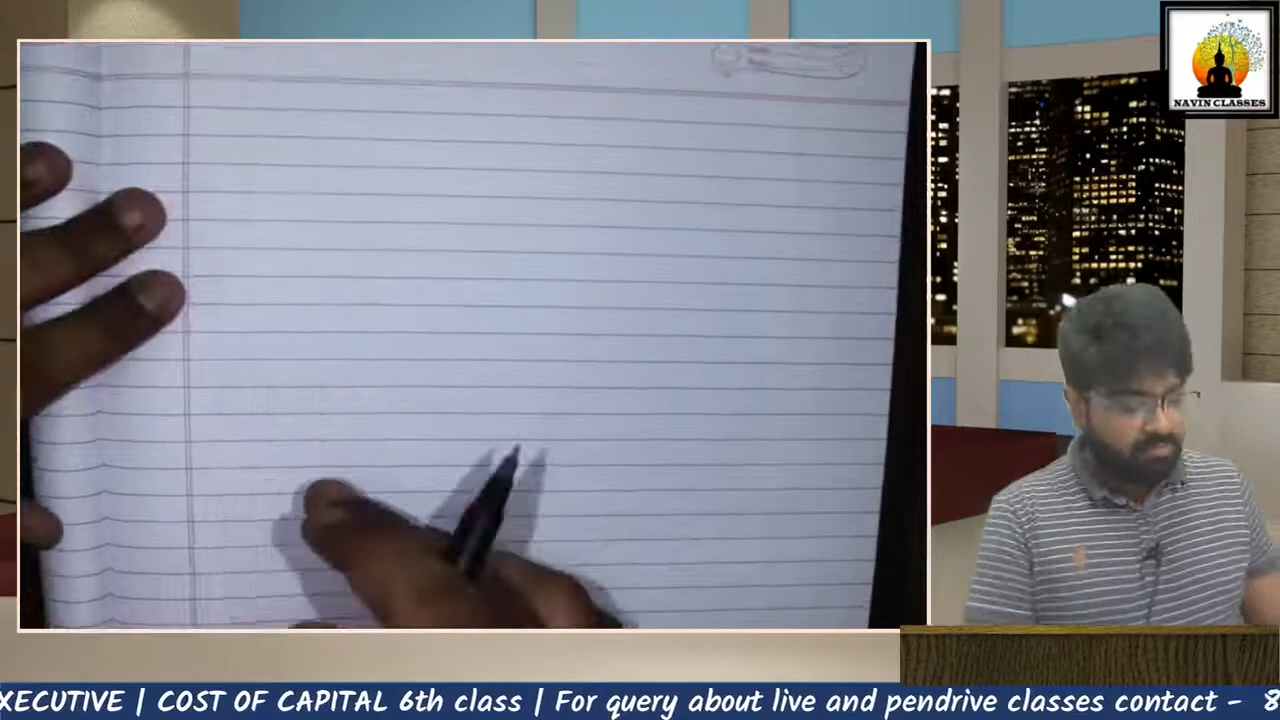 NAVIN CLASSES
XECUTIVE | COST OF CAPITAL 6th class | For query about live and pendrive classes contact - 8